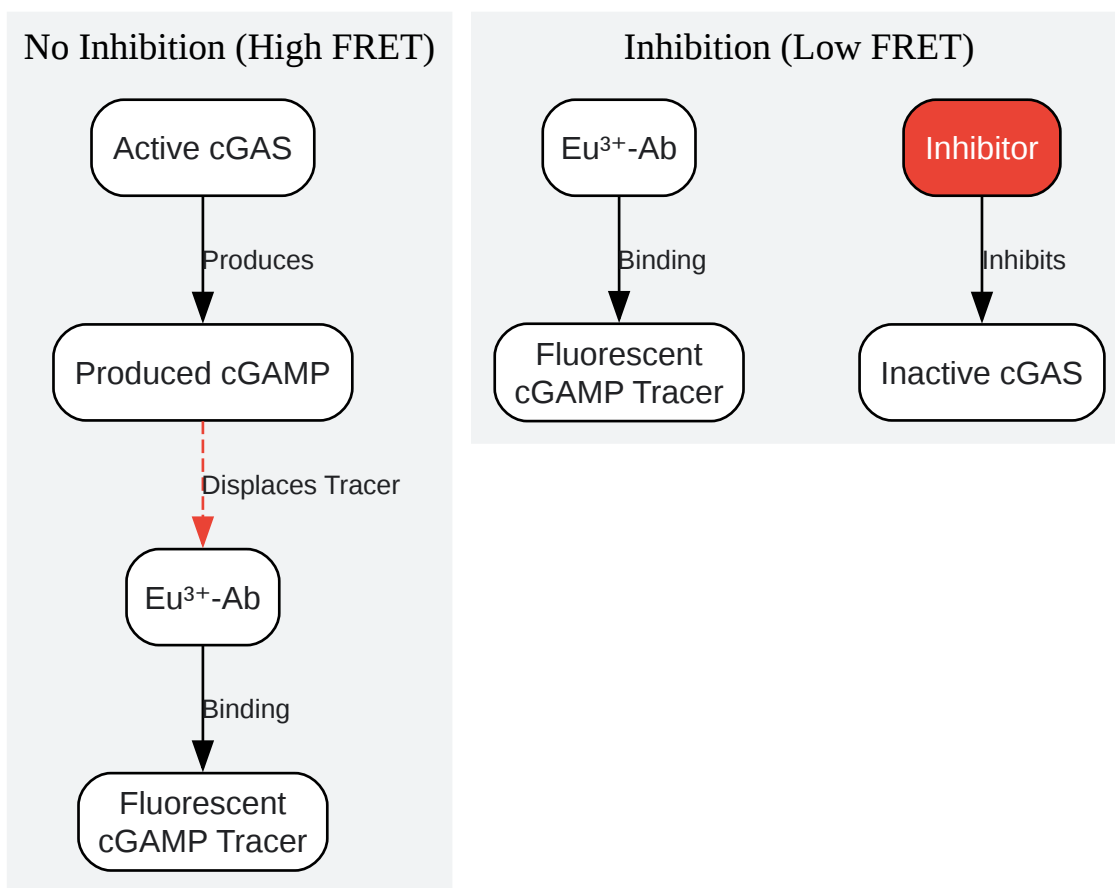 No Inhibition (High FRET)
Active cGAS
Produces
Produced cGAMP
Displaces Tracer
Eu³⁺-Ab
Binding
Fluorescent
cGAMP Tracer
Inhibition (Low FRET)
Eu³⁺-Ab
Binding
Fluorescent
cGAMP Tracer
Inhibitor
Inhibits
Inactive cGAS